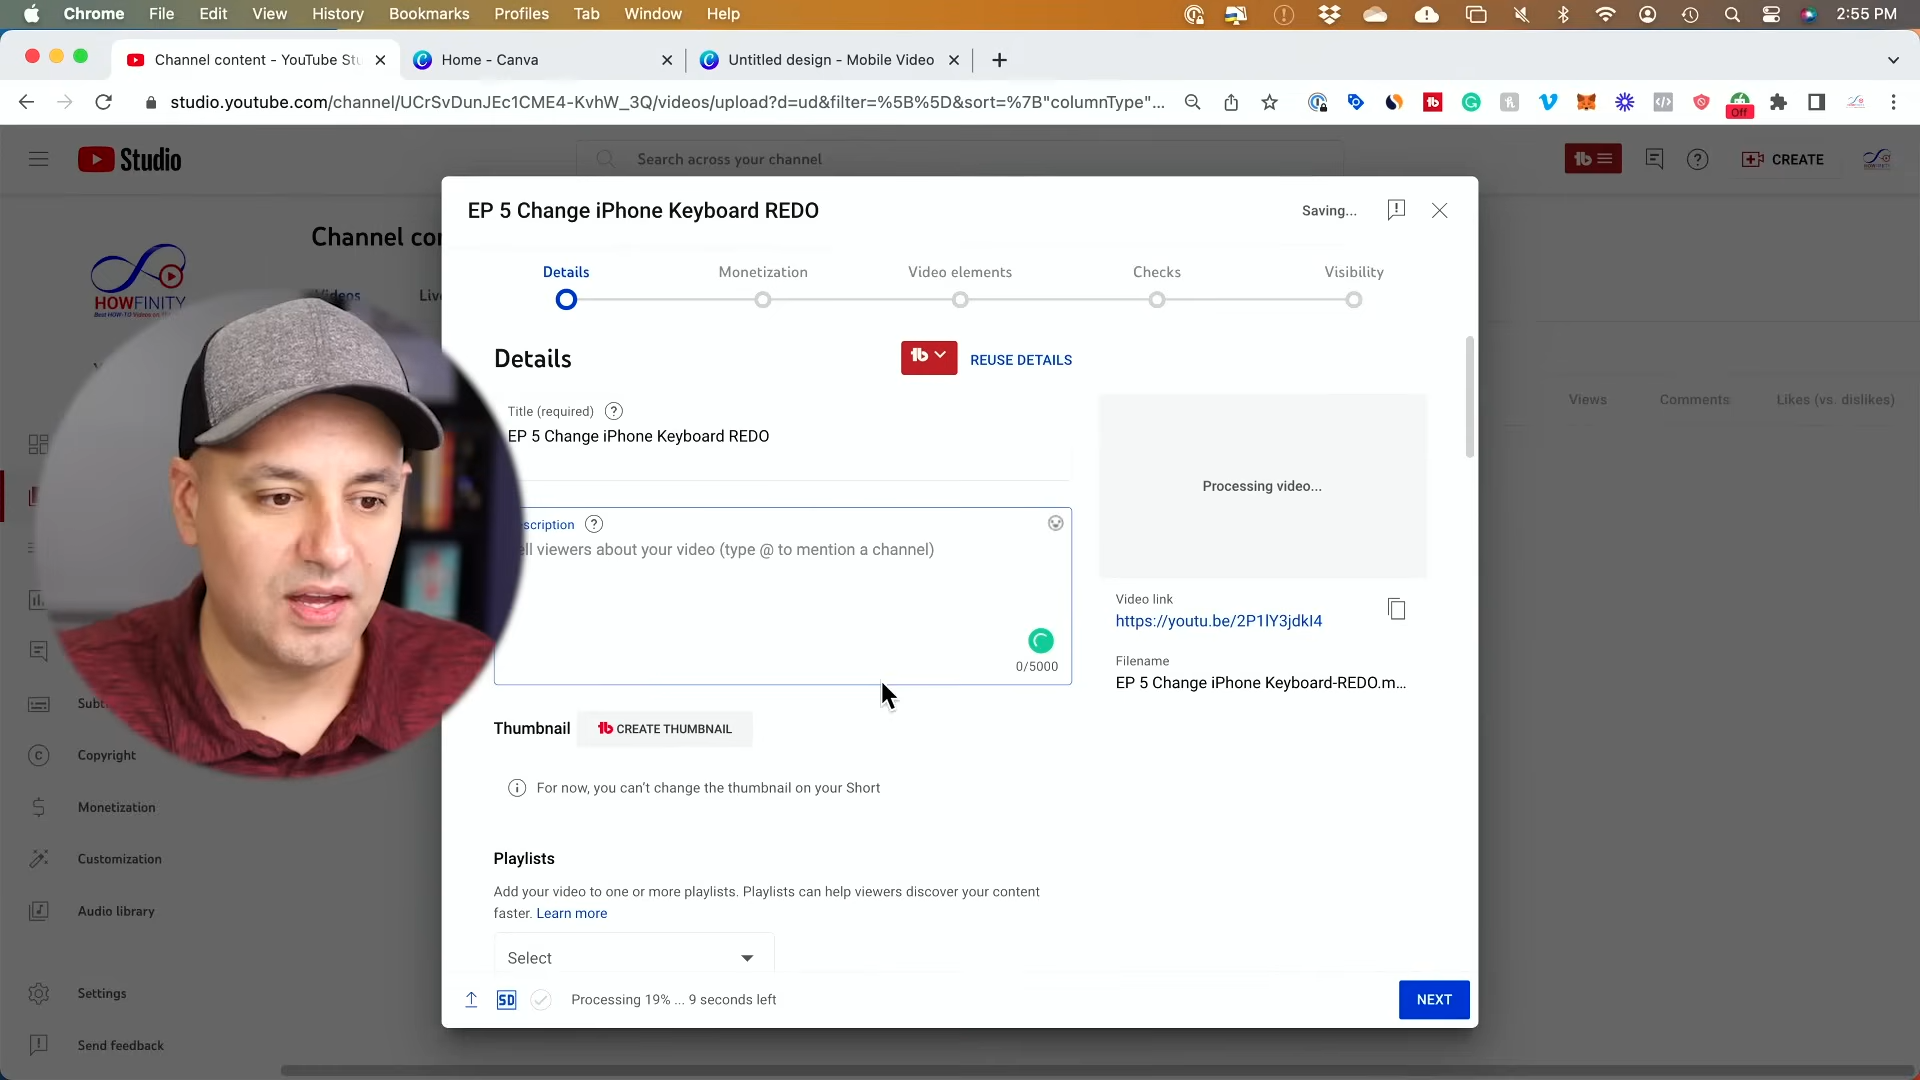 Chrome File Edit View History Bookmarks Profiles Tab Window Help 2:55 PM
Channel content - YouTube Stu Home - Canva Untitled design - Mobile Video
studio.youtube.com/channel/UCrSvDunJEc1CME4-KvhW_3Q/videos/upload?d=ud&filter=%5B%5D&sort=%7B"columnType"...
Off
Studio
Search across your channel
CREATE
EP 5 Change iPhone Keyboard REDO
Saving...
Channel con
HOWFINITY
Videos Live
Details Monetization Video elements Checks Visibility
Details
REUSE DETAILS
Title (required)
EP 5 Change iPhone Keyboard REDO
Views Comments Likes (vs. dislikes)
Processing video...
scription
ell viewers about your video (type @ to mention a channel)
0/5000
Video link
https://youtu.be/2P1lY3jdkI4
Filename
EP 5 Change iPhone Keyboard-REDO.m...
Thumbnail
CREATE THUMBNAIL
For now, you can't change the thumbnail on your Short
Playlists
Add your video to one or more playlists. Playlists can help viewers discover your content
faster. Learn more
Select
SD
Processing 19% ... 9 seconds left
NEXT
Subt
Copyright
Monetization
Customization
Audio library
Settings
Send feedback